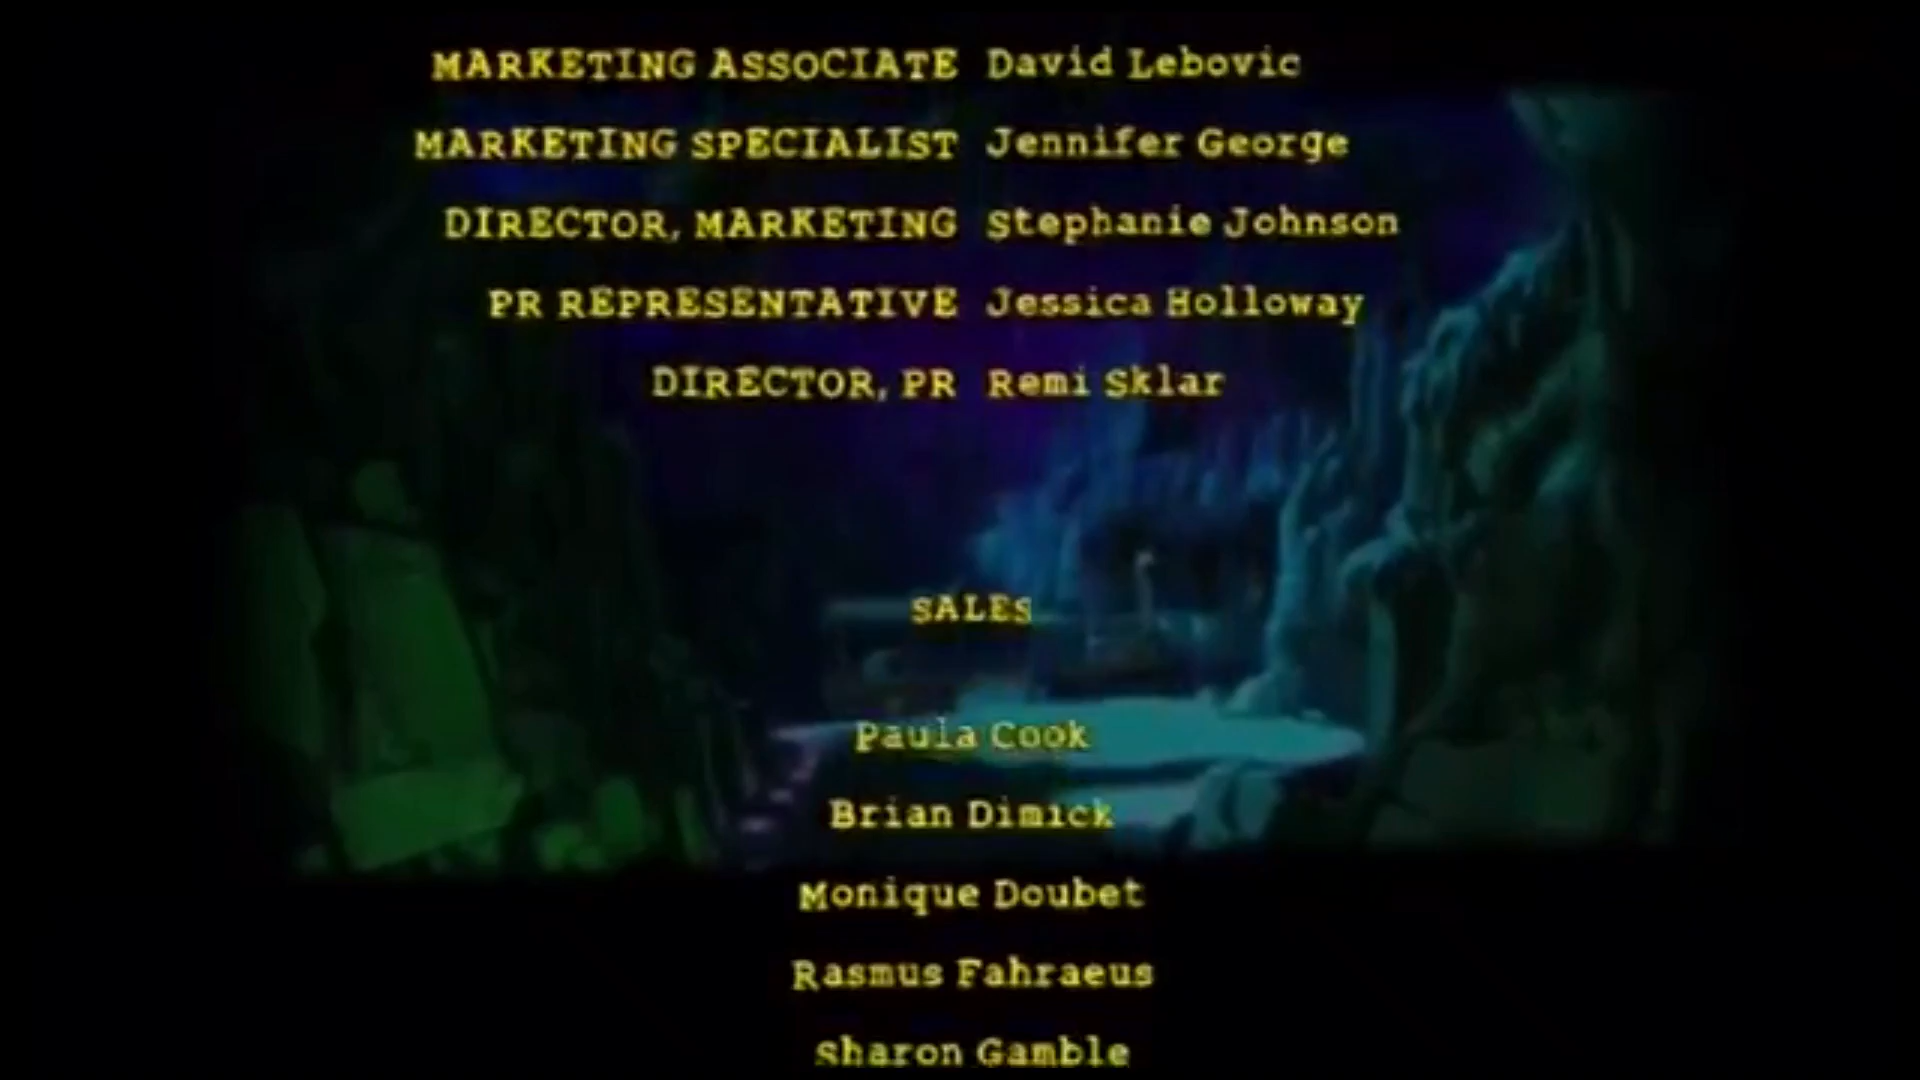 MARKETING ASSOCIATE David Lebovic
MARKETING SPECIALIST Jennifer George
DIRECTOR, MARKETING Stephanie Johnson
PR REPRESENTATIVE Jessica Holloway
DIRECTOR, PR Remi Sklar
SALES
Paula Cook
Brian Dimick
Monique Doubet
Rasmus Fahraeus
Sharon Gamble